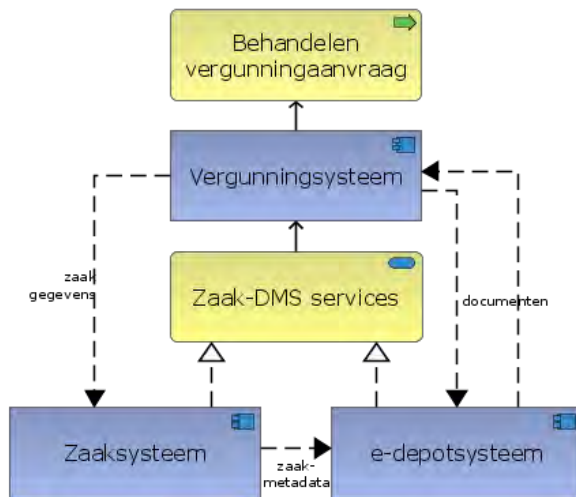 Behandelen
vergunningaanvraag
Vergunningsysteem
zaak
gegevens
Zaak-DMS services
documenten
Zaaksysteem
zaak-
metadata
e-depotsysteem